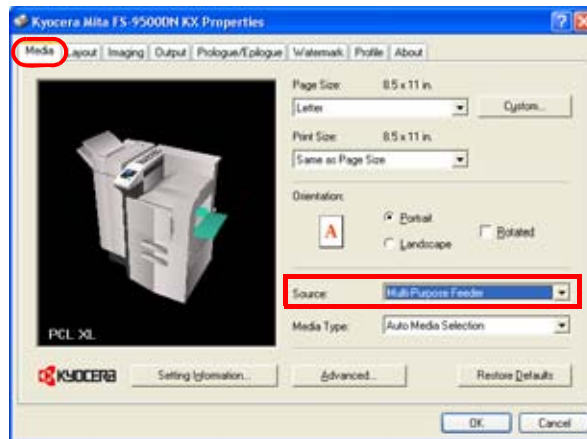 Kyocera Mita FS-9500DN KX Properties
Media Layout Imaging Output Prologue/Epilogue Watermark Profile About
Page Size: 8.5 x 11 in.
Letter Custom...
Print Size: 8.5 x 11 in.
Same as Page Size
Orientation:
A Portrait Rotated
Landscape
Source: Multi-Purpose Feeder
PCL XL Media Type: Auto Media Selection
KYOCERA Setting Information... Advanced... Restore Defaults
OK Cancel